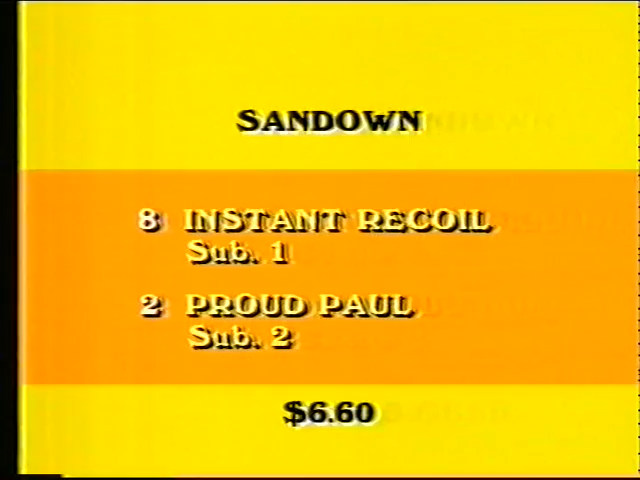 SANDOWN
8 INSTANT RECOIL
Sub. 1
2 PROUD PAUL
Sub. 2
$6.60